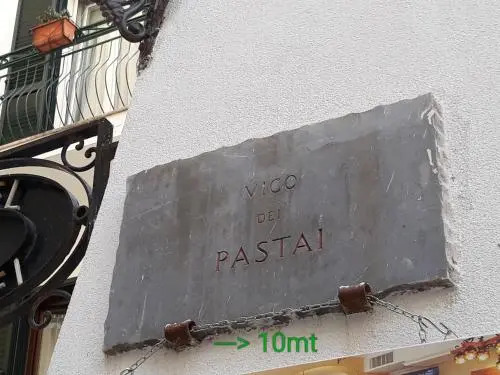 VICO
DEI
PASTAI
—> 10mt